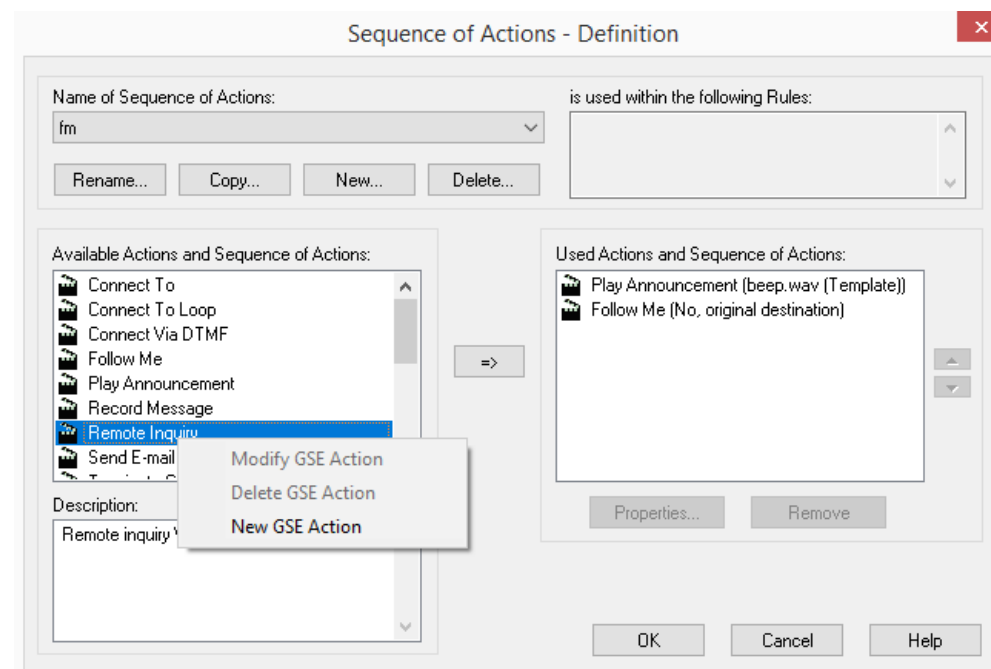 Sequence of Actions - Definition
Name of Sequence of Actions:
fm
Rename...
Copy...
New...
Delete...
is used within the following Rules:
Available Actions and Sequence of Actions:
Connect To
Connect To Loop
Connect Via DTMF
Follow Me
Play Announcement
Record Message
Remote Inquiry
Send E-mail
Modify GSE Action
Delete GSE Action
New GSE Action
Description:
Remote inquiry
=>
Used Actions and Sequence of Actions:
Play Announcement (beep.wav (Template))
Follow Me (No, original destination)
Properties...
Remove
OK
Cancel
Help